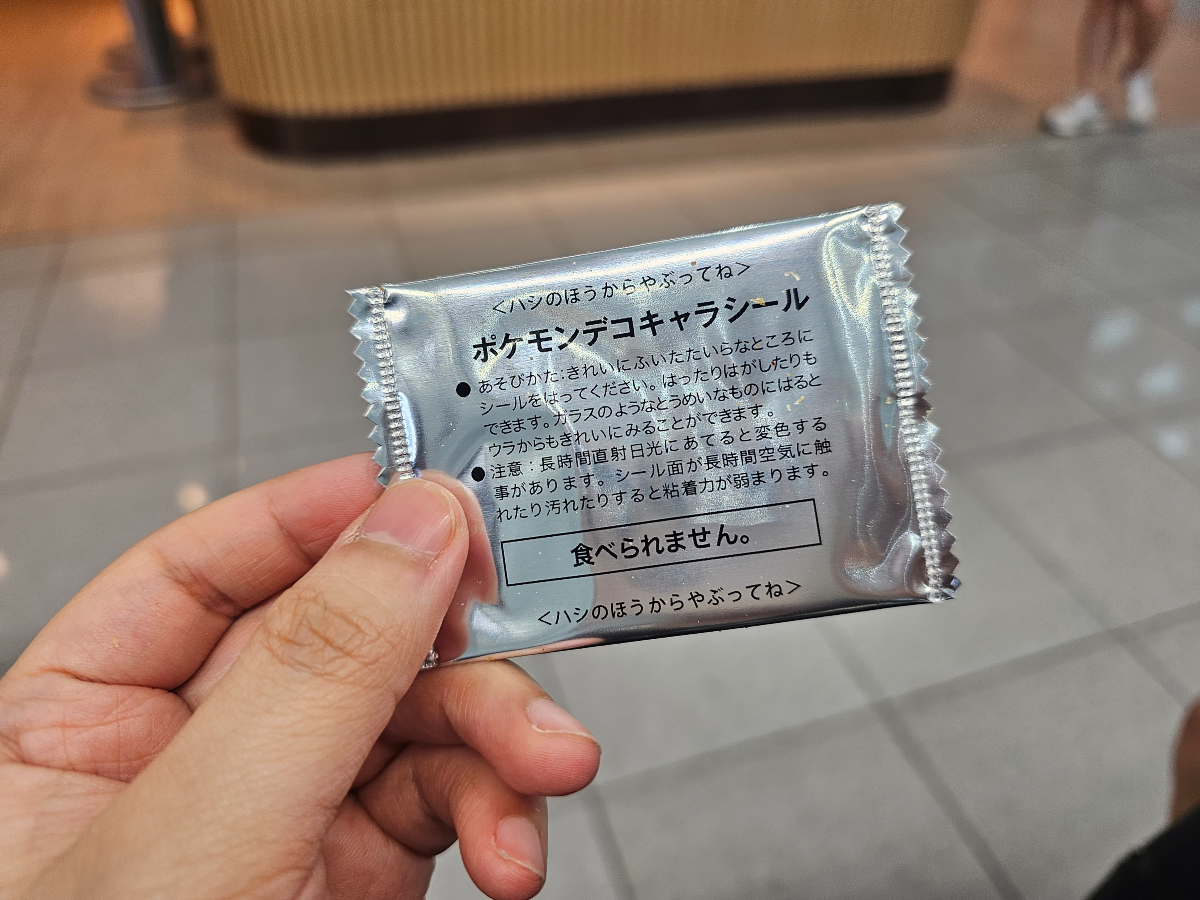 <ハシのほうからやぶってね>
ポケモンデコキャラシール
●あそびかた：きれいにふいたたいらなところに
シールをはってください。はったりはがしたりも
できます。ガラスのようなとうめいなものにはると
ウラからもきれいにみることができます。
●注意：長時間直射日光にあてると変色する
事があります。シール面が長時間空気に触
れたり汚れたりすると粘着力が弱まります。
食べられません。
<ハシのほうからやぶってね>